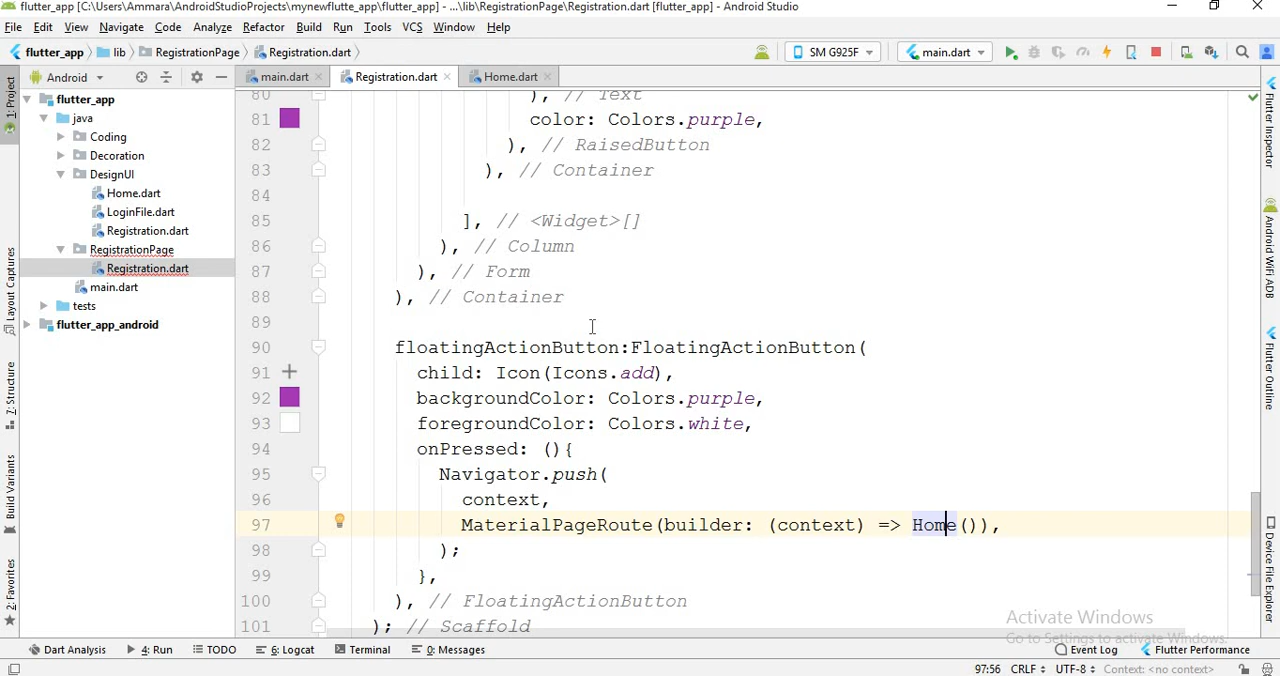 flutter_app [C:\Users\Ammara\AndroidStudioProjects\mynewflutte_app\flutter_app] - ...\lib\RegistrationPage\Registration.dart [flutter_app] - Android Studio
File Edit View Navigate Code Analyze Refactor Build Run Tools VCS Window Help
flutter_app lib RegistrationPage Registration.dart SM G925F main.dart
Android main.dart Registration.dart Home.dart
1: Project
Layout Captures
7: Structure
Build Variants
2: Favorites
flutter_app
java
Coding
Decoration
DesignUI
Home.dart
LoginFile.dart
Registration.dart
RegistrationPage
Registration.dart
main.dart
tests
flutter_app_android
80 ), // Text
81 color: Colors.purple,
82 ), // RaisedButton
83 ), // Container
84
85 ], // <Widget>[]
86 ), // Column
87 ), // Form
88 ), // Container
89
90 floatingActionButton:FloatingActionButton(
91 child: Icon(Icons.add),
92 backgroundColor: Colors.purple,
93 foregroundColor: Colors.white,
94 onPressed: (){
95 Navigator.push(
96 context,
97 MaterialPageRoute(builder: (context) => Home()),
98 );
99 },
100 ), // FloatingActionButton
101 ); // Scaffold
Flutter Inspector
Android WiFi ADB
Flutter Outline
Device File Explorer
Activate Windows
Go to Settings to activate Windows.
Dart Analysis 4: Run TODO 6: Logcat Terminal 0: Messages Event Log Flutter Performance
97:56 CRLF UTF-8 Context: <no context>